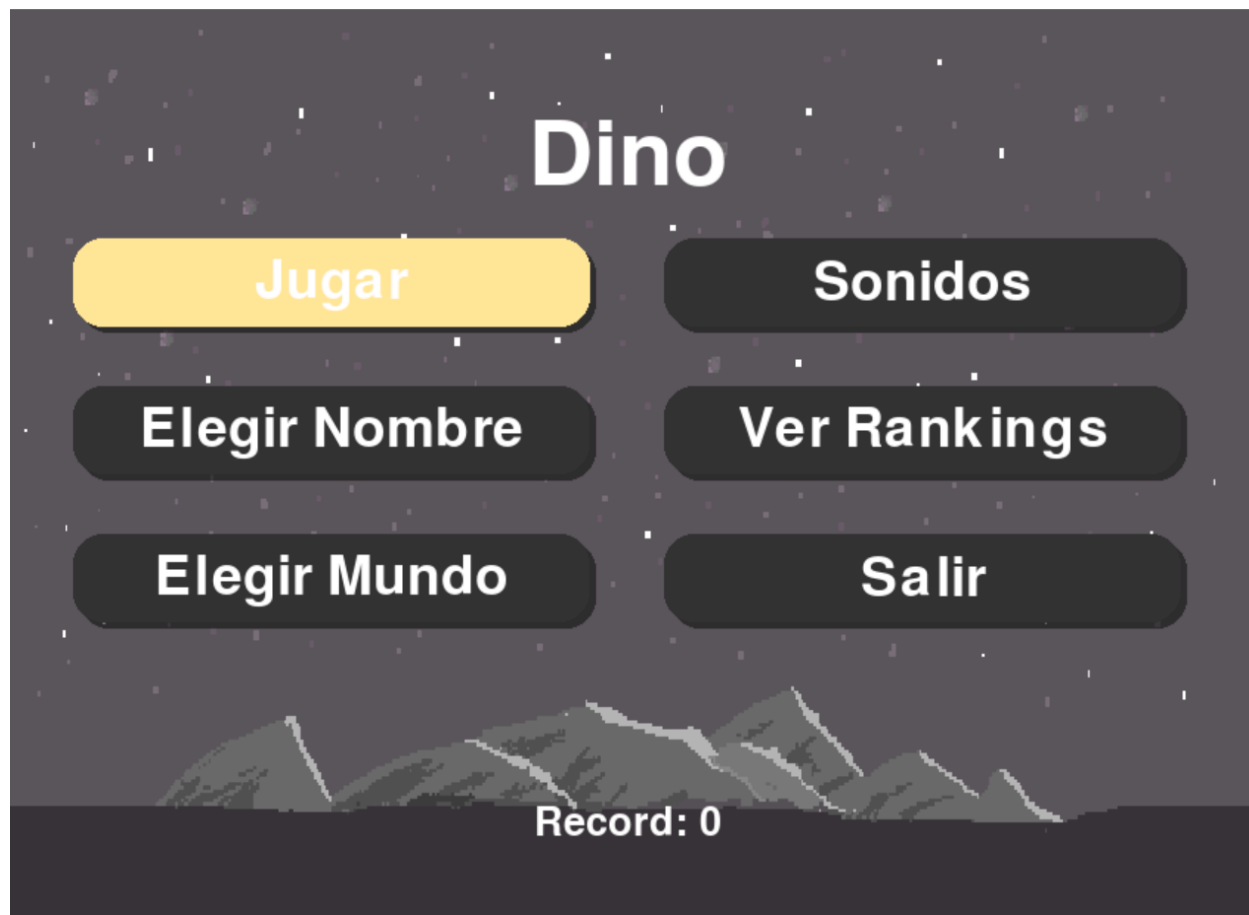 Dino
Jugar
Sonidos
Elegir Nombre
Ver Rankings
Elegir Mundo
Salir
Record: 0